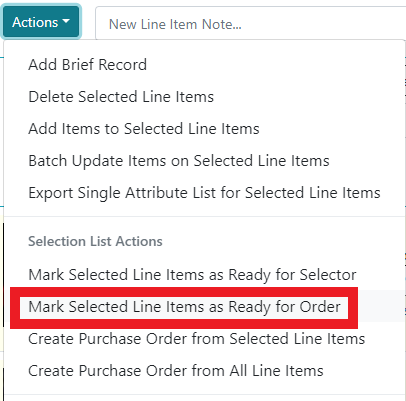 Actions
New Line Item Note...
Add Brief Record
Delete Selected Line Items
Add Items to Selected Line Items
Batch Update Items on Selected Line Items
Export Single Attribute List for Selected Line Items
Selection List Actions
Mark Selected Line Items as Ready for Selector
Mark Selected Line Items as Ready for Order
Create Purchase Order from Selected Line Items
Create Purchase Order from All Line Items